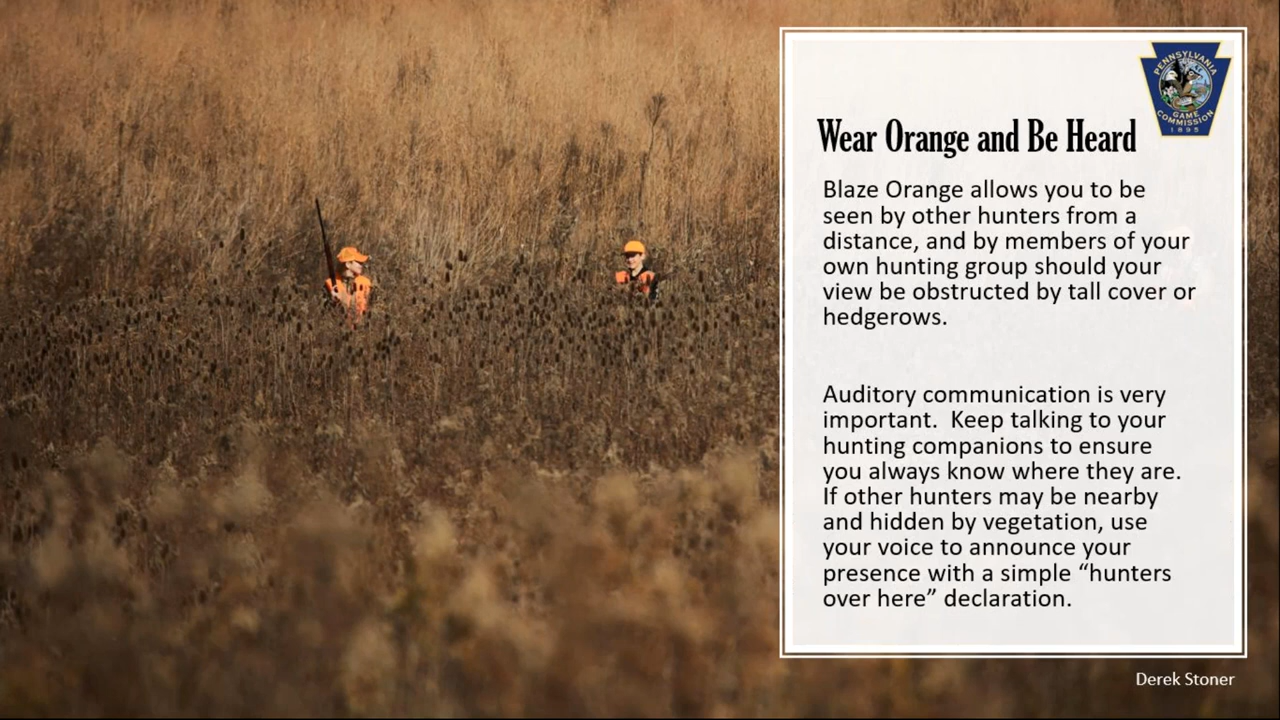 PENNSYLVANIA
GAME
COMMISSION
1895
Wear Orange and Be Heard
Blaze Orange allows you to be
seen by other hunters from a
distance, and by members of your
own hunting group should your
view be obstructed by tall cover or
hedgerows.
Auditory communication is very
important.  Keep talking to your
hunting companions to ensure
you always know where they are.
If other hunters may be nearby
and hidden by vegetation, use
your voice to announce your
presence with a simple “hunters
over here” declaration.
Derek Stoner